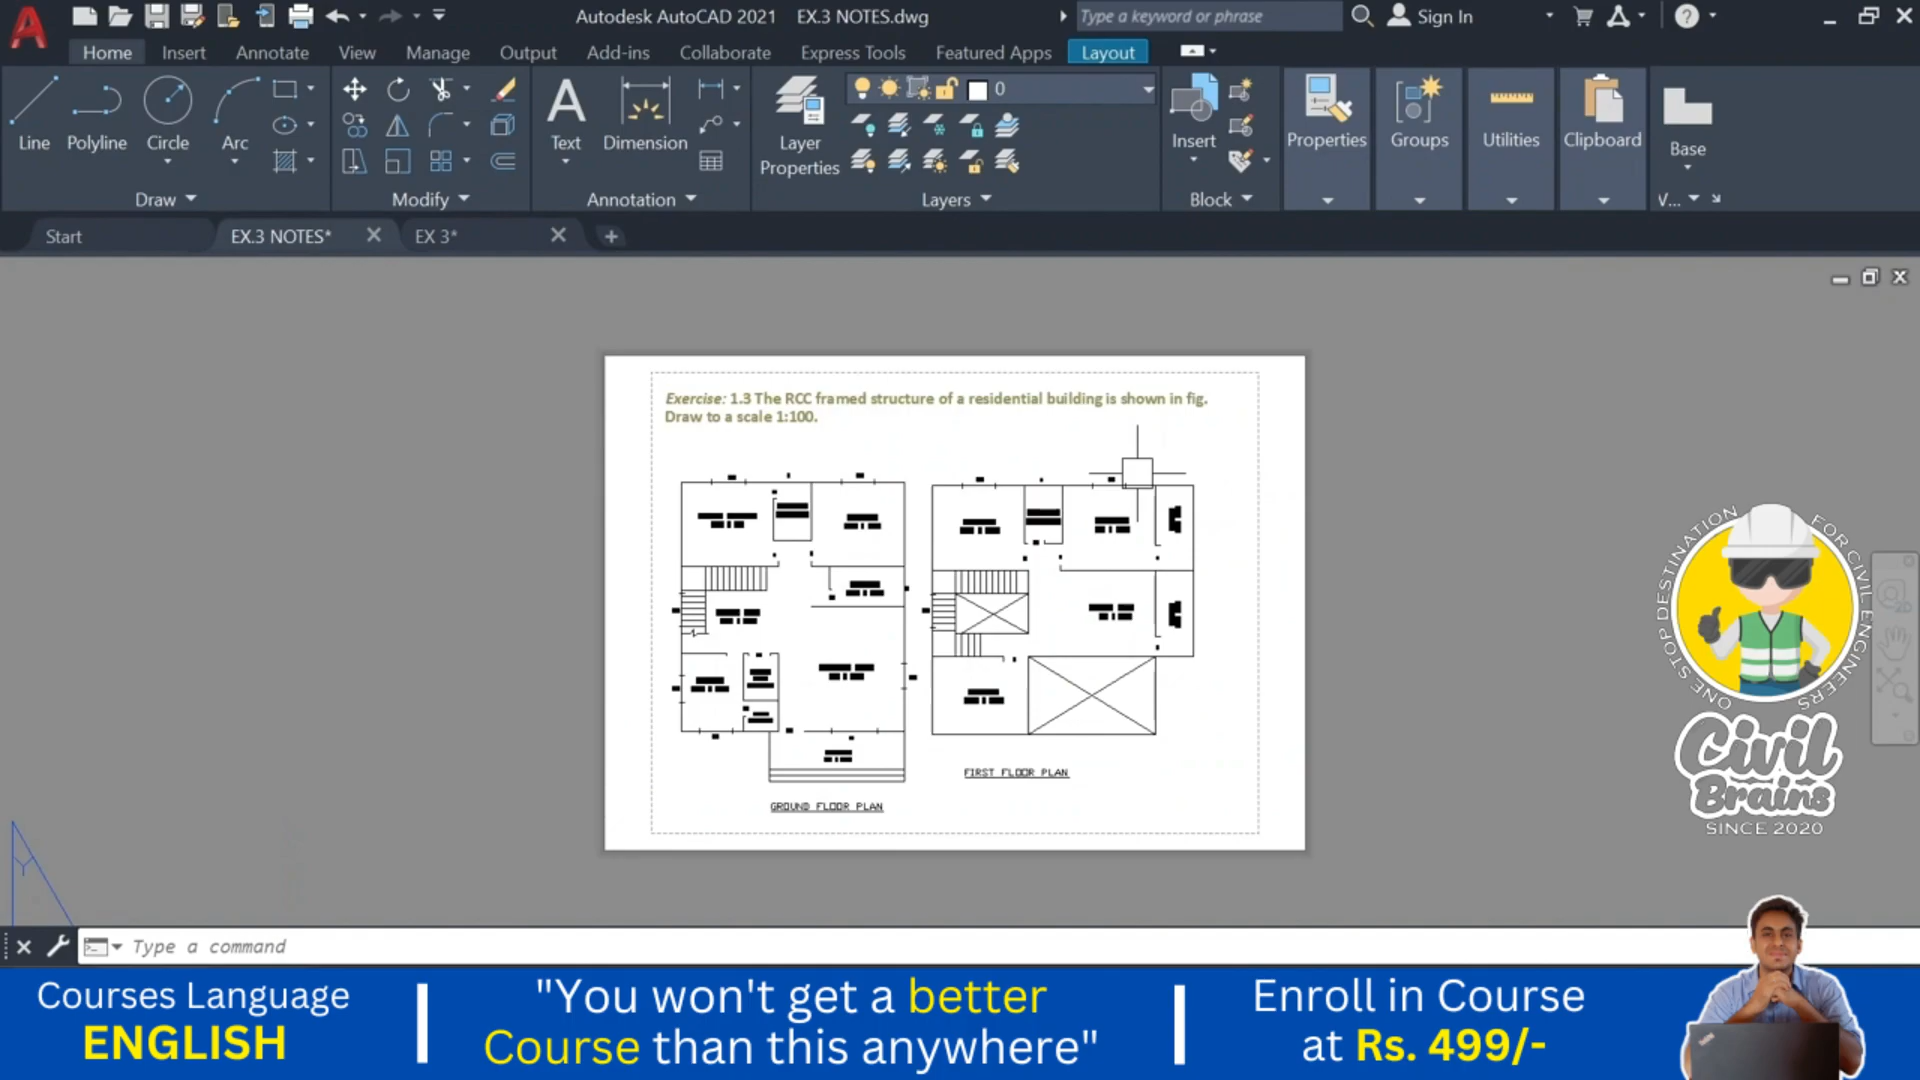 Autodesk AutoCAD 2021 EX.3 NOTES.dwg
Type a keyword or phrase
Sign In
Home Insert Annotate View Manage Output Add-ins Collaborate Express Tools Featured Apps Layout
0
Line Polyline Circle Arc
Text Dimension
Layer Properties
Insert
Properties Groups Utilities Clipboard Base
Draw Modify Annotation Layers Block V...
Start EX.3 NOTES* EX 3*
Exercise: 1.3 The RCC framed structure of a residential building is shown in fig.
Draw to a scale 1:100.
FIRST FLOOR PLAN
GROUND FLOOR PLAN
Y
ONE STOP DESTINATION FOR CIVIL ENGINEERS
Civil
Brains
SINCE 2020
Type a command
Courses Language
ENGLISH
"You won't get a better
Course than this anywhere"
Enroll in Course
at Rs. 499/-